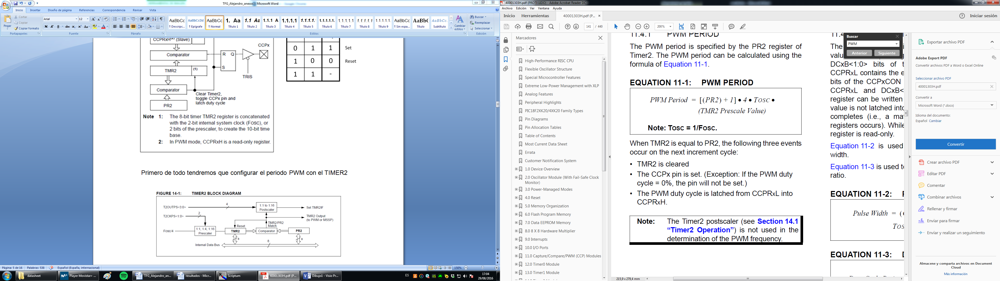 TFG_Alejandro_anexos - Microsoft Word
Inicio Insertar Diseño de página Referencias Correspondencia Revisar Vista
Pegar
Cortar
Copiar
Copiar formato
Portapapeles
Arial 12
Fuente
Párrafo
AaBbCc AaBbCcDd AaBbCc 1. Aa 1.1 Aa 1.1.1 A 1.1.1.1 1.1.1.1. 1.1.1.1.1. 1.1.1.1.1 1.1.1.1.1 1.1.1.1.1. AaBbCc AaBb( AaBbCc.
¶ Descripc... ¶ Epígrafe ¶ Normal Título 1 Título 2 Título 3 Título 4 Título 5 Título 6 Título 7 Título 8 Título 9 ¶ Sin espa... Título Subtítulo
Cambiar estilos
Estilos
Buscar
Reemplazar
Seleccionar
Edición
CCPRxH(2) (Slave)
Comparator
R Q
S
CCPx
TRIS
TMR2 (1)
Comparator
PR2
Clear Timer2,
toggle CCPx pin and
latch duty cycle
0 1 1 Set
1 0 0 Reset
1 1 -
Note 1: The 8-bit timer TMR2 register is concatenated
with the 2-bit internal system clock (FOSC), or
2 bits of the prescaler, to create the 10-bit time
base.
2: In PWM mode, CCPRxH is a read-only register.
Primero de todo tendremos que configurar el periodo PWM con el TIMER2
FIGURE 14-1: TIMER2 BLOCK DIAGRAM
T2OUTPS<3:0>
4
1:1 to 1:16
Postscaler
Set TMR2IF
T2CKPS<1:0>
2
TMR2 Output
(to PWM or MSSP)
Reset
TMR2/PR2
Match
Fosc/4
1:1, 1:4, 1:16
Prescaler
TMR2
Comparator
PR2
8
8
8
Internal Data Bus
Página: 5 de 16 Palabras: 538 Español (España, internacional) 150%
40001303H.pdf (PROTEGIDO) - Adobe Acrobat Reader DC
Archivo Edición Ver Ventana Ayuda
Inicio Herramientas 40001303H.pdf (P... × Iniciar sesión
141 / 440 200%
Marcadores
High-Performance RISC CPU
Flexible Oscillator Structure
Special Microcontroller Features
Extreme Low-Power Management with XLP
Analog Features
Peripheral Highlights
PIC18F2XK20/4XK20 Family Types
Pin Diagrams
Pin Allocation Tables
Table of Contents
Most Current Data Sheet
Errata
Customer Notification System
1.0 Device Overview
2.0 Oscillator Module (With Fail-Safe Clock
Monitor)
3.0 Power-Managed Modes
4.0 Reset
5.0 Memory Organization
6.0 Flash Program Memory
7.0 Data EEPROM Memory
8.0 8 X 8 Hardware Multiplier
9.0 Interrupts
10.0 I/O Ports
11.0 Capture/Compare/PWM (CCP) Modules
12.0 Timer0 Module
13.0 Timer1 Module
11.4.1 PWM PERIOD
The PWM period is specified by the PR2 register of
Timer2. The PWM period can be calculated using the
formula of Equation 11-1.
EQUATION 11-1: PWM PERIOD
PWM Period = [(PR2) + 1] • 4 • TOSC •
(TMR2 Prescale Value)
Note: TOSC = 1/FOSC.
When TMR2 is equal to PR2, the following three events
occur on the next increment cycle:
• TMR2 is cleared
• The CCPx pin is set. (Exception: If the PWM duty
cycle = 0%, the pin will not be set.)
• The PWM duty cycle is latched from CCPRxL into
CCPRxH.
Note: The Timer2 postscaler (see Section 14.1
“Timer2 Operation”) is not used in the
determination of the PWM frequency.
215,9 x 279,4 mm
Buscar
PWM
Anterior Siguiente
11.4
The
valu
DCxB<1:0> bits of t
CCPRxL contains the e
bits of the CCPxCON
CCPRxL and DCxB<
register can be written
value is not latched into
completes (i.e., a ma
registers occurs). While
register is read-only.
Equation 11-2 is used
width.
Equation 11-3 is used to
ratio.
EQUATION 11-2:
Pulse Width = (
TOS
EQUATION 11-3:
Exportar archivo PDF
Adobe Export PDF
Convertir archivos PDF a Word o Excel Online
Seleccionar archivo PDF
40001303H.pdf
Convertir a
Microsoft Word (*.docx)
Idioma del documento:
Español Cambiar
Convertir
Crear archivo PDF
Editar PDF
Comentar
Combinar archivos
Rellenar y firmar
Enviar para firmar
Enviar y realizar un seguimiento
Almacene y comparta archivos en Document
Cloud
Más información
datasheet Player Movistar+ ... TFG_Alejandro_an... resultados - Micr... Scriptum 40001303H.pdf (P... Dibujo1 - Visio Pr...
ES
17:04
29/08/2016